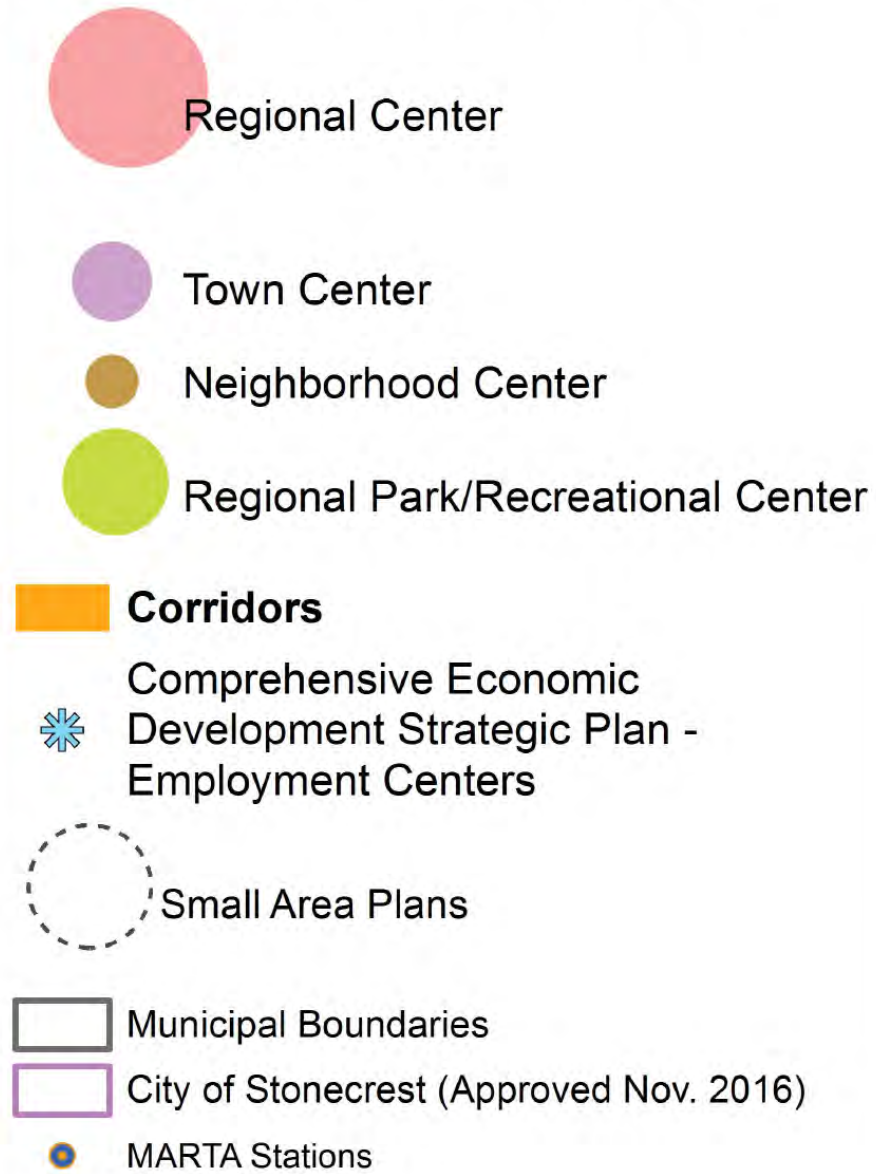 Regional Center
Town Center
Neighborhood Center
Regional Park/Recreational Center
Corridors
Comprehensive Economic
Development Strategic Plan -
Employment Centers
Small Area Plans
Municipal Boundaries
City of Stonecrest (Approved Nov. 2016)
MARTA Stations